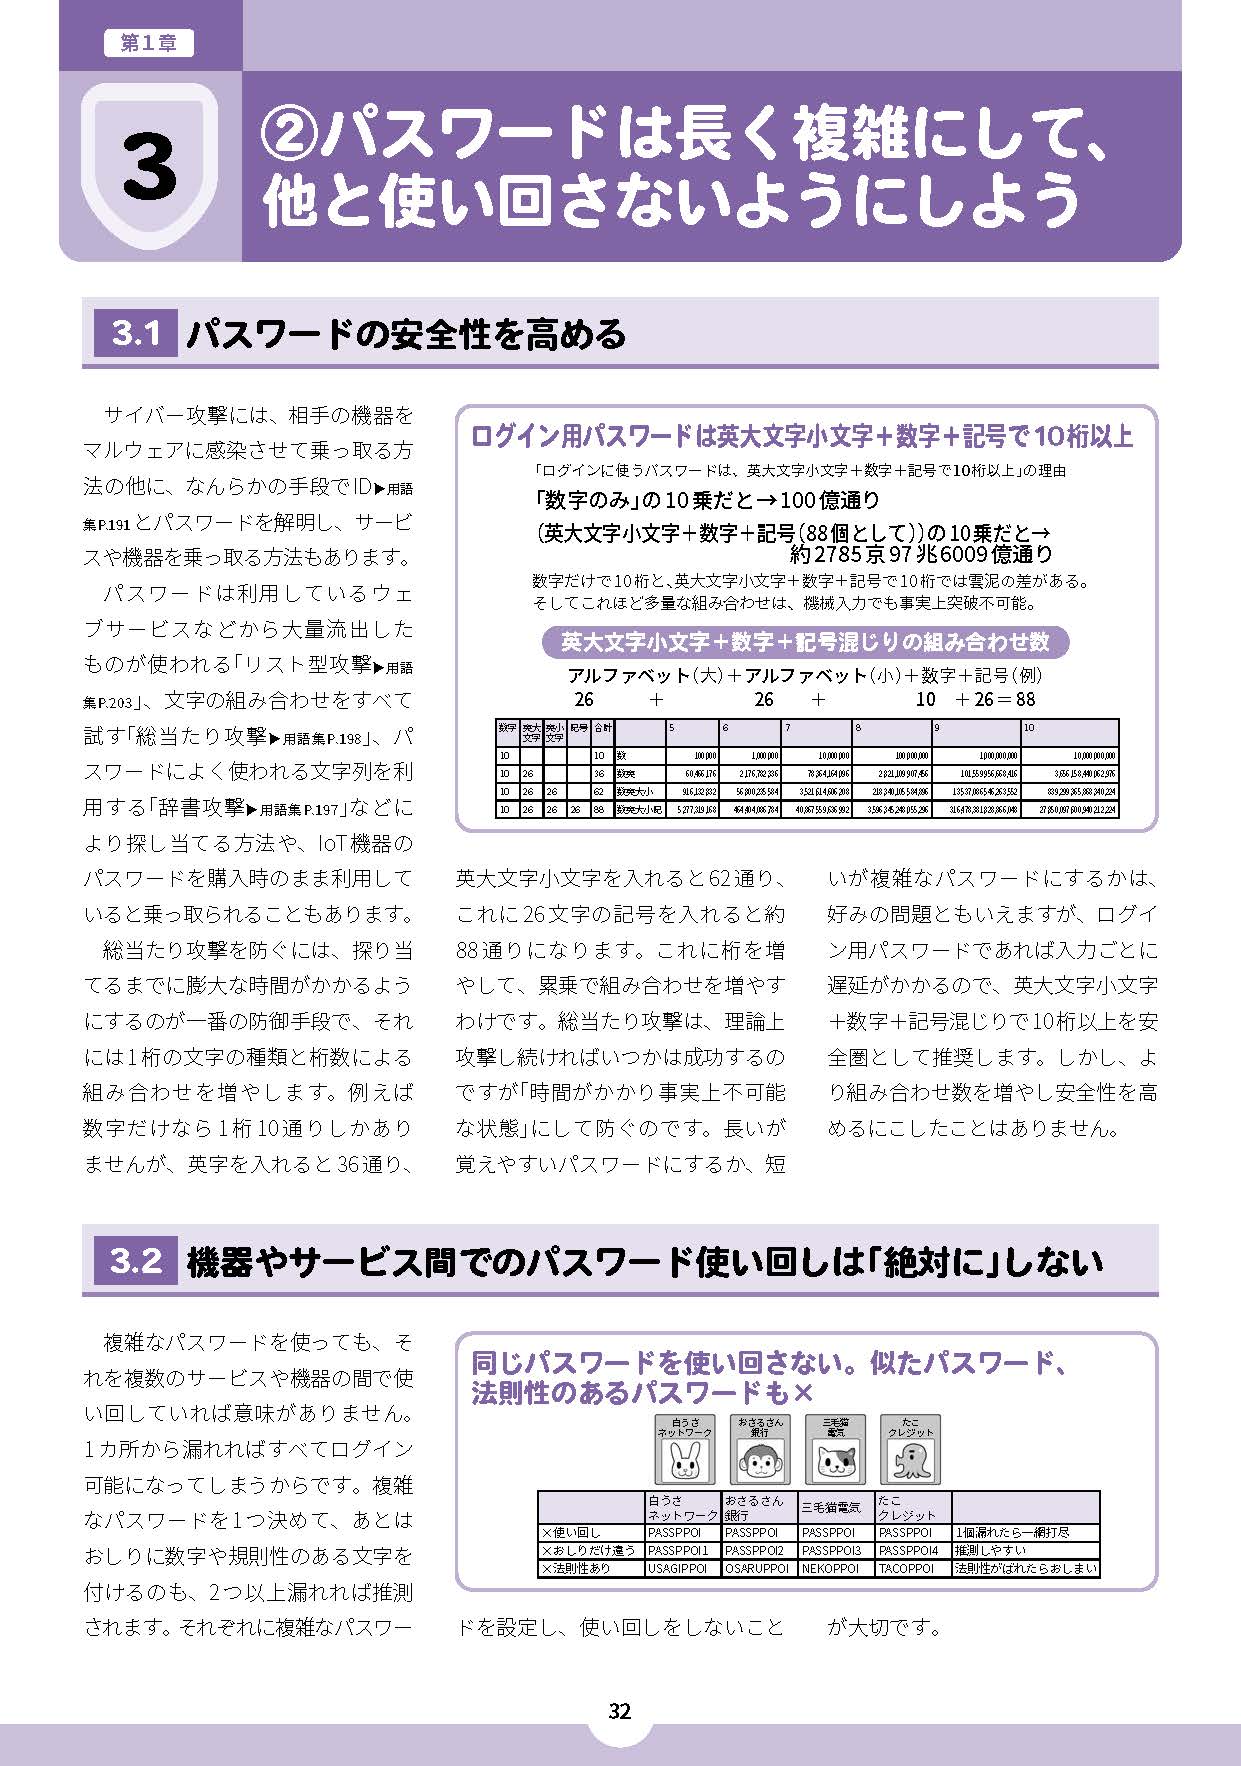 第1章
3
②パスワードは長く複雑にして、
他と使い回さないようにしよう
3.1 パスワードの安全性を高める
サイバー攻撃には、相手の機器を
マルウェアに感染させて乗っ取る方
法の他に、なんらかの手段でID▶用語
集P.191とパスワードを解明し、サービ
スや機器を乗っ取る方法もあります。
パスワードは利用しているウェ
ブサービスなどから大量流出した
ものが使われる「リスト型攻撃▶用語
集P.203」、文字の組み合わせをすべて
試す「総当たり攻撃▶用語集P.198」、パ
スワードによく使われる文字列を利
用する「辞書攻撃▶用語集P.197」などに
より探し当てる方法や、IoT機器の
パスワードを購入時のまま利用して
いると乗っ取られることもあります。
総当たり攻撃を防ぐには、探り当
てるまでに膨大な時間がかかるよう
にするのが一番の防御手段で、それ
には1桁の文字の種類と桁数による
組み合わせを増やします。例えば
数字だけなら1桁10通りしかあり
ませんが、英字を入れると36通り、
ログイン用パスワードは英大文字小文字＋数字＋記号で10桁以上
「ログインに使うパスワードは、英大文字小文字＋数字＋記号で10桁以上」の理由
「数字のみ」の10乗だと→100億通り
（英大文字小文字＋数字＋記号（88個として））の10乗だと→
約2785京97兆6009億通り
数字だけで10桁と、英大文字小文字＋数字＋記号で10桁では雲泥の差がある。
そしてこれほど多量な組み合わせは、機械入力でも事実上突破不可能。
英大文字小文字＋数字＋記号混じりの組み合わせ数
アルファベット（大）＋アルファベット（小）＋数字＋記号（例）
26 ＋ 26 ＋ 10 ＋26＝88
数字 英大文字 英小文字 記号 合計 5 6 7 8 9 10
10 10 数 100,000 1,000,000 10,000,000 100,000,000 1,000,000,000 10,000,000,000
10 26 36 数英 60,466,176 2,176,782,336 78,364,164,096 2,821,109,907,456 101,559,956,668,416 3,656,158,440,062,976
10 26 26 62 数英大小 916,132,832 56,800,235,584 3,521,614,606,208 218,340,105,584,896 13,537,086,546,263,552 839,299,365,868,340,224
10 26 26 26 88 数英大小記 5,277,319,168 464,404,086,784 40,867,559,636,992 3,596,345,248,055,296 316,478,381,828,866,048 27,850,097,600,940,212,224
英大文字小文字を入れると62通り、
これに26文字の記号を入れると約
88通りになります。これに桁を増
やして、累乗で組み合わせを増やす
わけです。総当たり攻撃は、理論上
攻撃し続ければいつかは成功するの
ですが「時間がかかり事実上不可能
な状態」にして防ぐのです。長いが
覚えやすいパスワードにするか、短
いが複雑なパスワードにするかは、
好みの問題ともいえますが、ログイ
ン用パスワードであれば入力ごとに
遅延がかかるので、英大文字小文字
＋数字＋記号混じりで10桁以上を安
全圏として推奨します。しかし、よ
り組み合わせ数を増やし安全性を高
めるにこしたことはありません。
3.2 機器やサービス間でのパスワード使い回しは「絶対に」しない
複雑なパスワードを使っても、そ
れを複数のサービスや機器の間で使
い回していれば意味がありません。
1カ所から漏れればすべてログイン
可能になってしまうからです。複雑
なパスワードを1つ決めて、あとは
おしりに数字や規則性のある文字を
付けるのも、2つ以上漏れれば推測
されます。それぞれに複雑なパスワー
同じパスワードを使い回さない。似たパスワード、
法則性のあるパスワードも×
白うさ
ネットワーク
おさるさん
銀行
三毛猫
電気
たこ
クレジット
白うさネットワーク おさるさん銀行 三毛猫電気 たこクレジット
×使い回し PASSPPOI PASSPPOI PASSPPOI PASSPPOI 1個漏れたら一網打尽
×おしりだけ違う PASSPPOI1 PASSPPOI2 PASSPPOI3 PASSPPOI4 推測しやすい
×法則性あり USAGIPPOI OSARUPPOI NEKOPPOI TACOPPOI 法則性がばれたらおしまい
ドを設定し、使い回しをしないこと
が大切です。
32